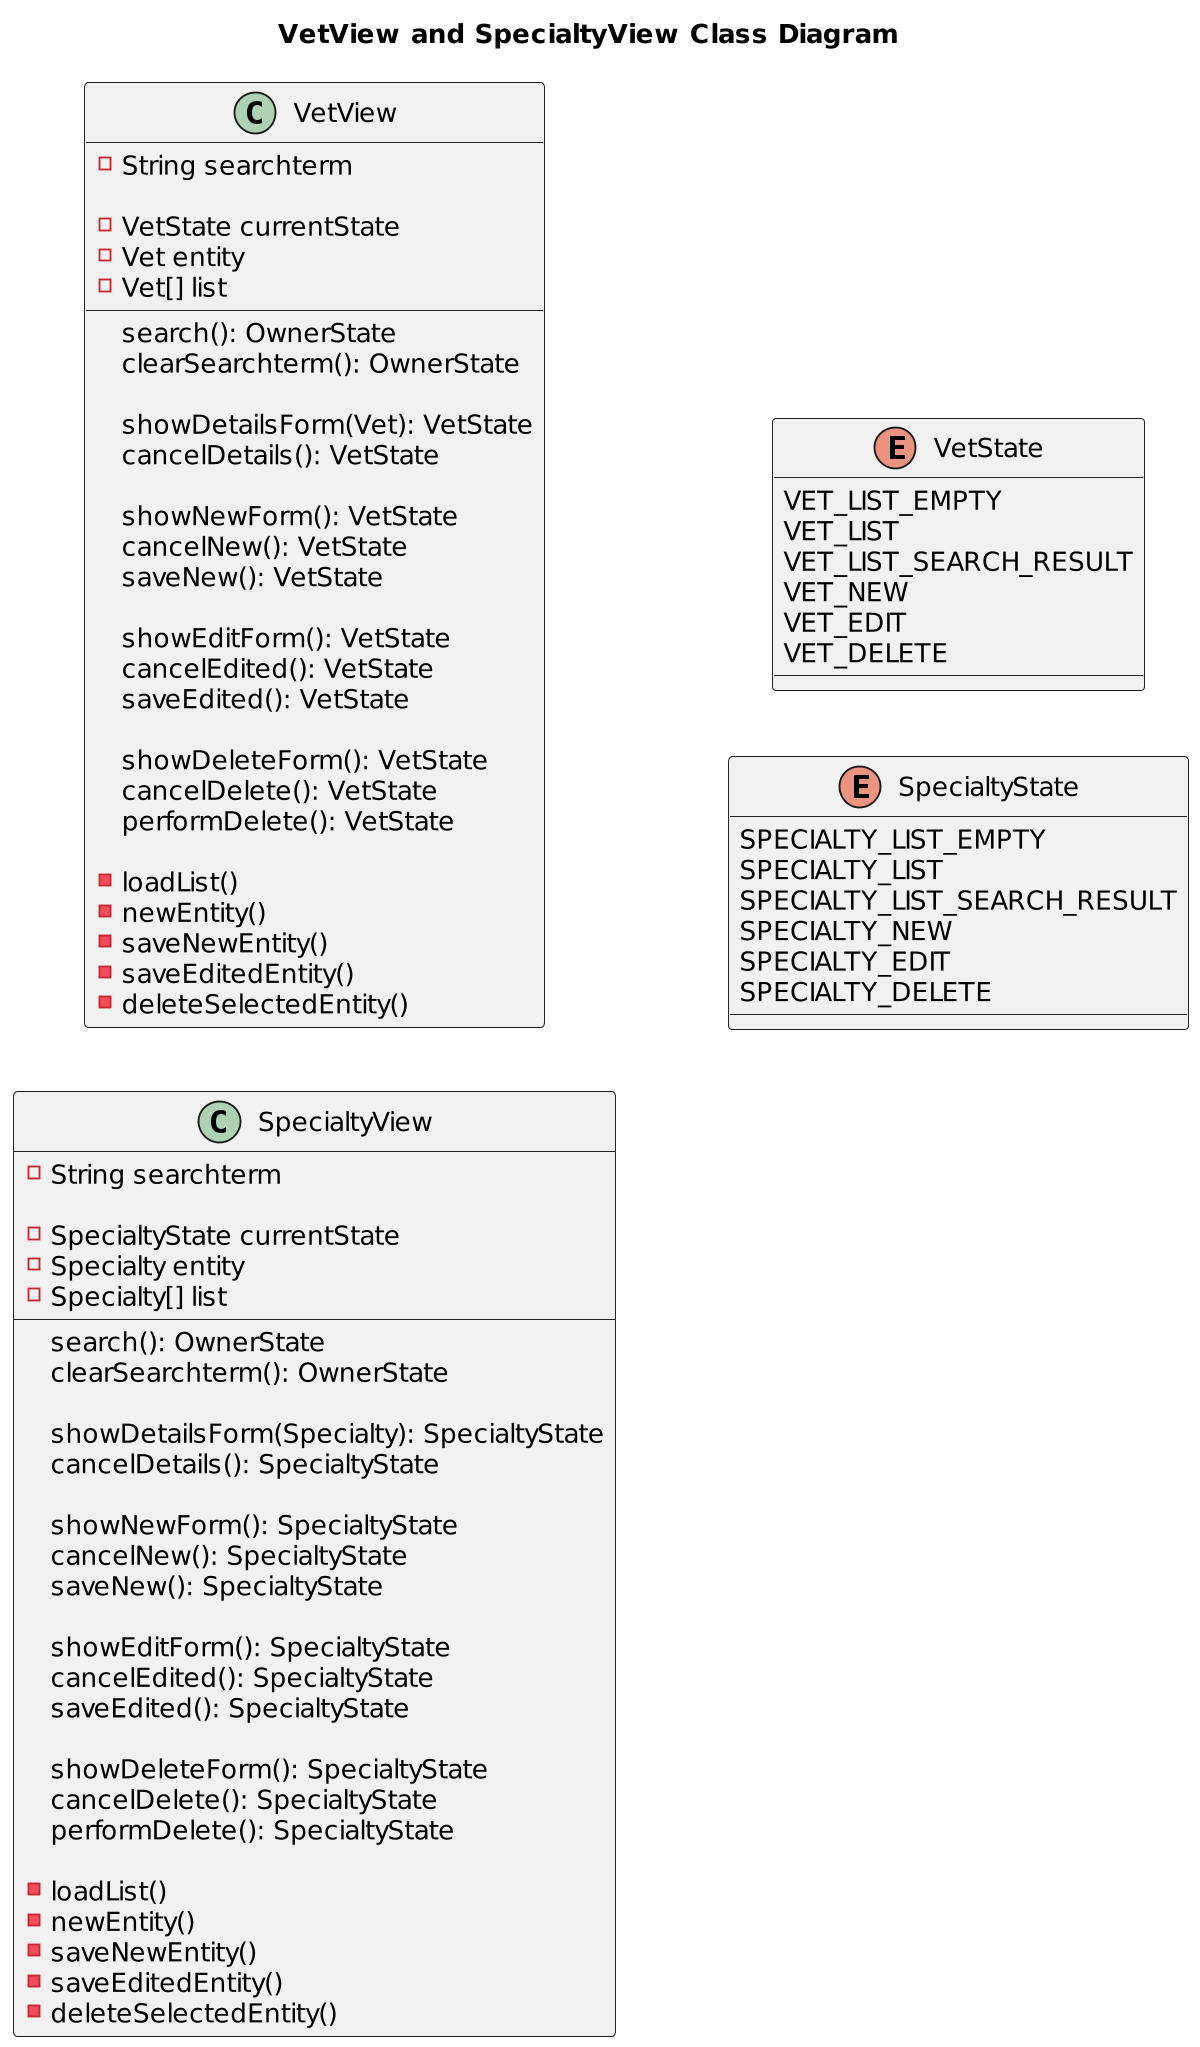 VetView and SpecialtyView Class Diagram
C VetView
String searchterm
VetState currentState
Vet entity
Vet[] list
search(): OwnerState
clearSearchterm(): OwnerState
showDetailsForm(Vet): VetState
cancelDetails(): VetState
showNewForm(): VetState
cancelNew(): VetState
saveNew(): VetState
showEditForm(): VetState
cancelEdited(): VetState
saveEdited(): VetState
showDeleteForm(): VetState
cancelDelete(): VetState
performDelete(): VetState
loadList()
newEntity()
saveNewEntity()
saveEditedEntity()
deleteSelectedEntity()
E VetState
VET_LIST_EMPTY
VET_LIST
VET_LIST_SEARCH_RESULT
VET_NEW
VET_EDIT
VET_DELETE
E SpecialtyState
SPECIALTY_LIST_EMPTY
SPECIALTY_LIST
SPECIALTY_LIST_SEARCH_RESULT
SPECIALTY_NEW
SPECIALTY_EDIT
SPECIALTY_DELETE
C SpecialtyView
String searchterm
SpecialtyState currentState
Specialty entity
Specialty[] list
search(): OwnerState
clearSearchterm(): OwnerState
showDetailsForm(Specialty): SpecialtyState
cancelDetails(): SpecialtyState
showNewForm(): SpecialtyState
cancelNew(): SpecialtyState
saveNew(): SpecialtyState
showEditForm(): SpecialtyState
cancelEdited(): SpecialtyState
saveEdited(): SpecialtyState
showDeleteForm(): SpecialtyState
cancelDelete(): SpecialtyState
performDelete(): SpecialtyState
loadList()
newEntity()
saveNewEntity()
saveEditedEntity()
deleteSelectedEntity()